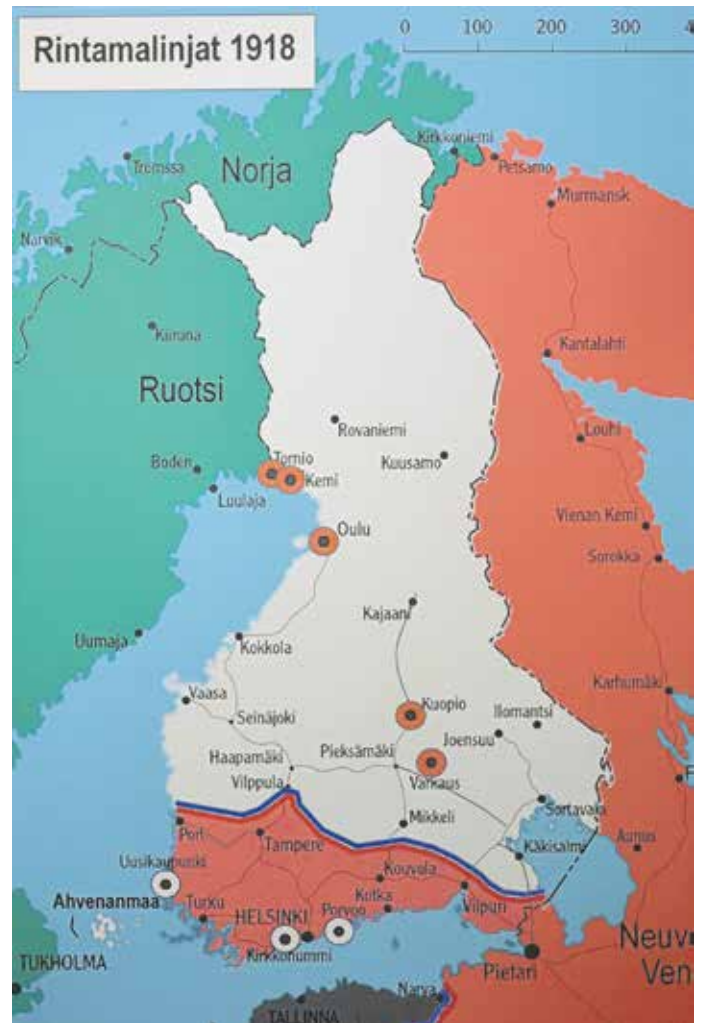 Rintamalinjat 1918
0 100 200 300
Kirkkoniemi
Petsamo
Tromssa
Norja
Murmansk
Narvik
Kiiruna
Kantalahti
Ruotsi
Rovaniemi
Louhi
Kuusamo
Boden
Tornio
Kemi
Luulaja
Vienan Kemi
Oulu
Sorokka
Kajaani
Uumaja
Kokkola
Karhumäki
Vaasa
Kuopio
Ilomantsi
Seinäjoki
Joensuu
Haapamäki
Pieksämäki
Varkaus
Vilppula
Sortavala
Mikkeli
Pori
Tampere
Käkisalmi
Aunus
Uusikaupunki
Kouvola
Ahvenanmaa
Turku
Kotka
Viipuri
HELSINKI
Porvoo
Kirkkonummi
Neuv
Ven
TUKHOLMA
Pietari
Narva
TALLINNA